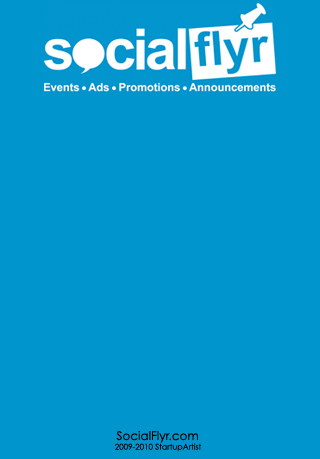 socialflyr
Events • Ads • Promotions • Announcements
SocialFlyr.com
2009-2010 StartupArtist